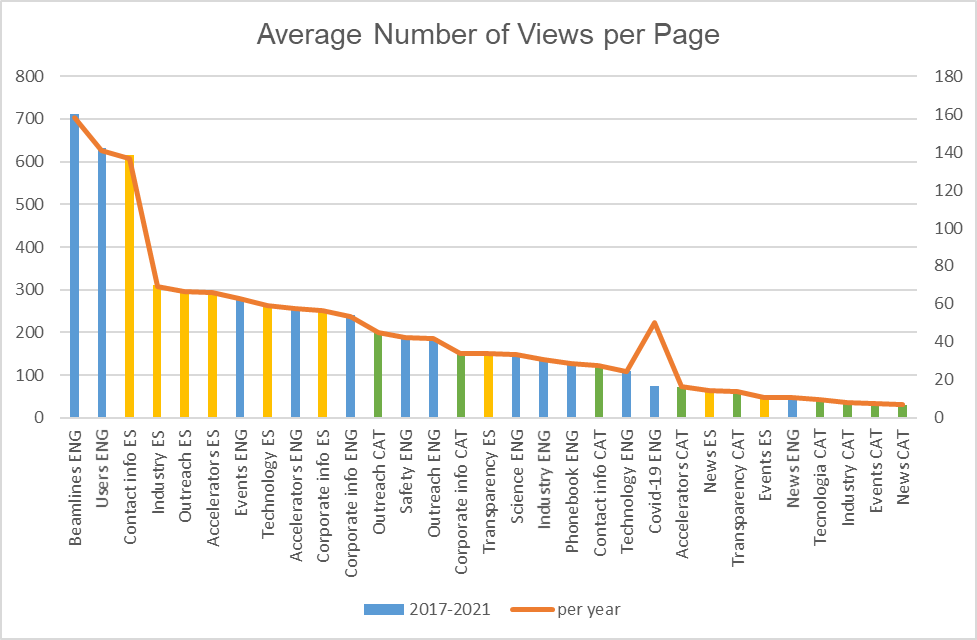 Average Number of Views per Page
800
700
600
500
400
300
200
100
0
180
160
140
120
100
80
60
40
20
0
Beamlines ENG
Users ENG
Contact info ES
Industry ES
Outreach ES
Accelerators ES
Events ENG
Technology ES
Accelerators ENG
Corporate info ES
Corporate info ENG
Outreach CAT
Safety ENG
Outreach ENG
Corporate info CAT
Transparency ES
Science ENG
Industry ENG
Phonebook ENG
Contact info CAT
Technology ENG
Covid-19 ENG
Accelerators CAT
News ES
Transparency CAT
Events ES
News ENG
Tecnologia CAT
Industry CAT
Events CAT
News CAT
2017-2021
per year